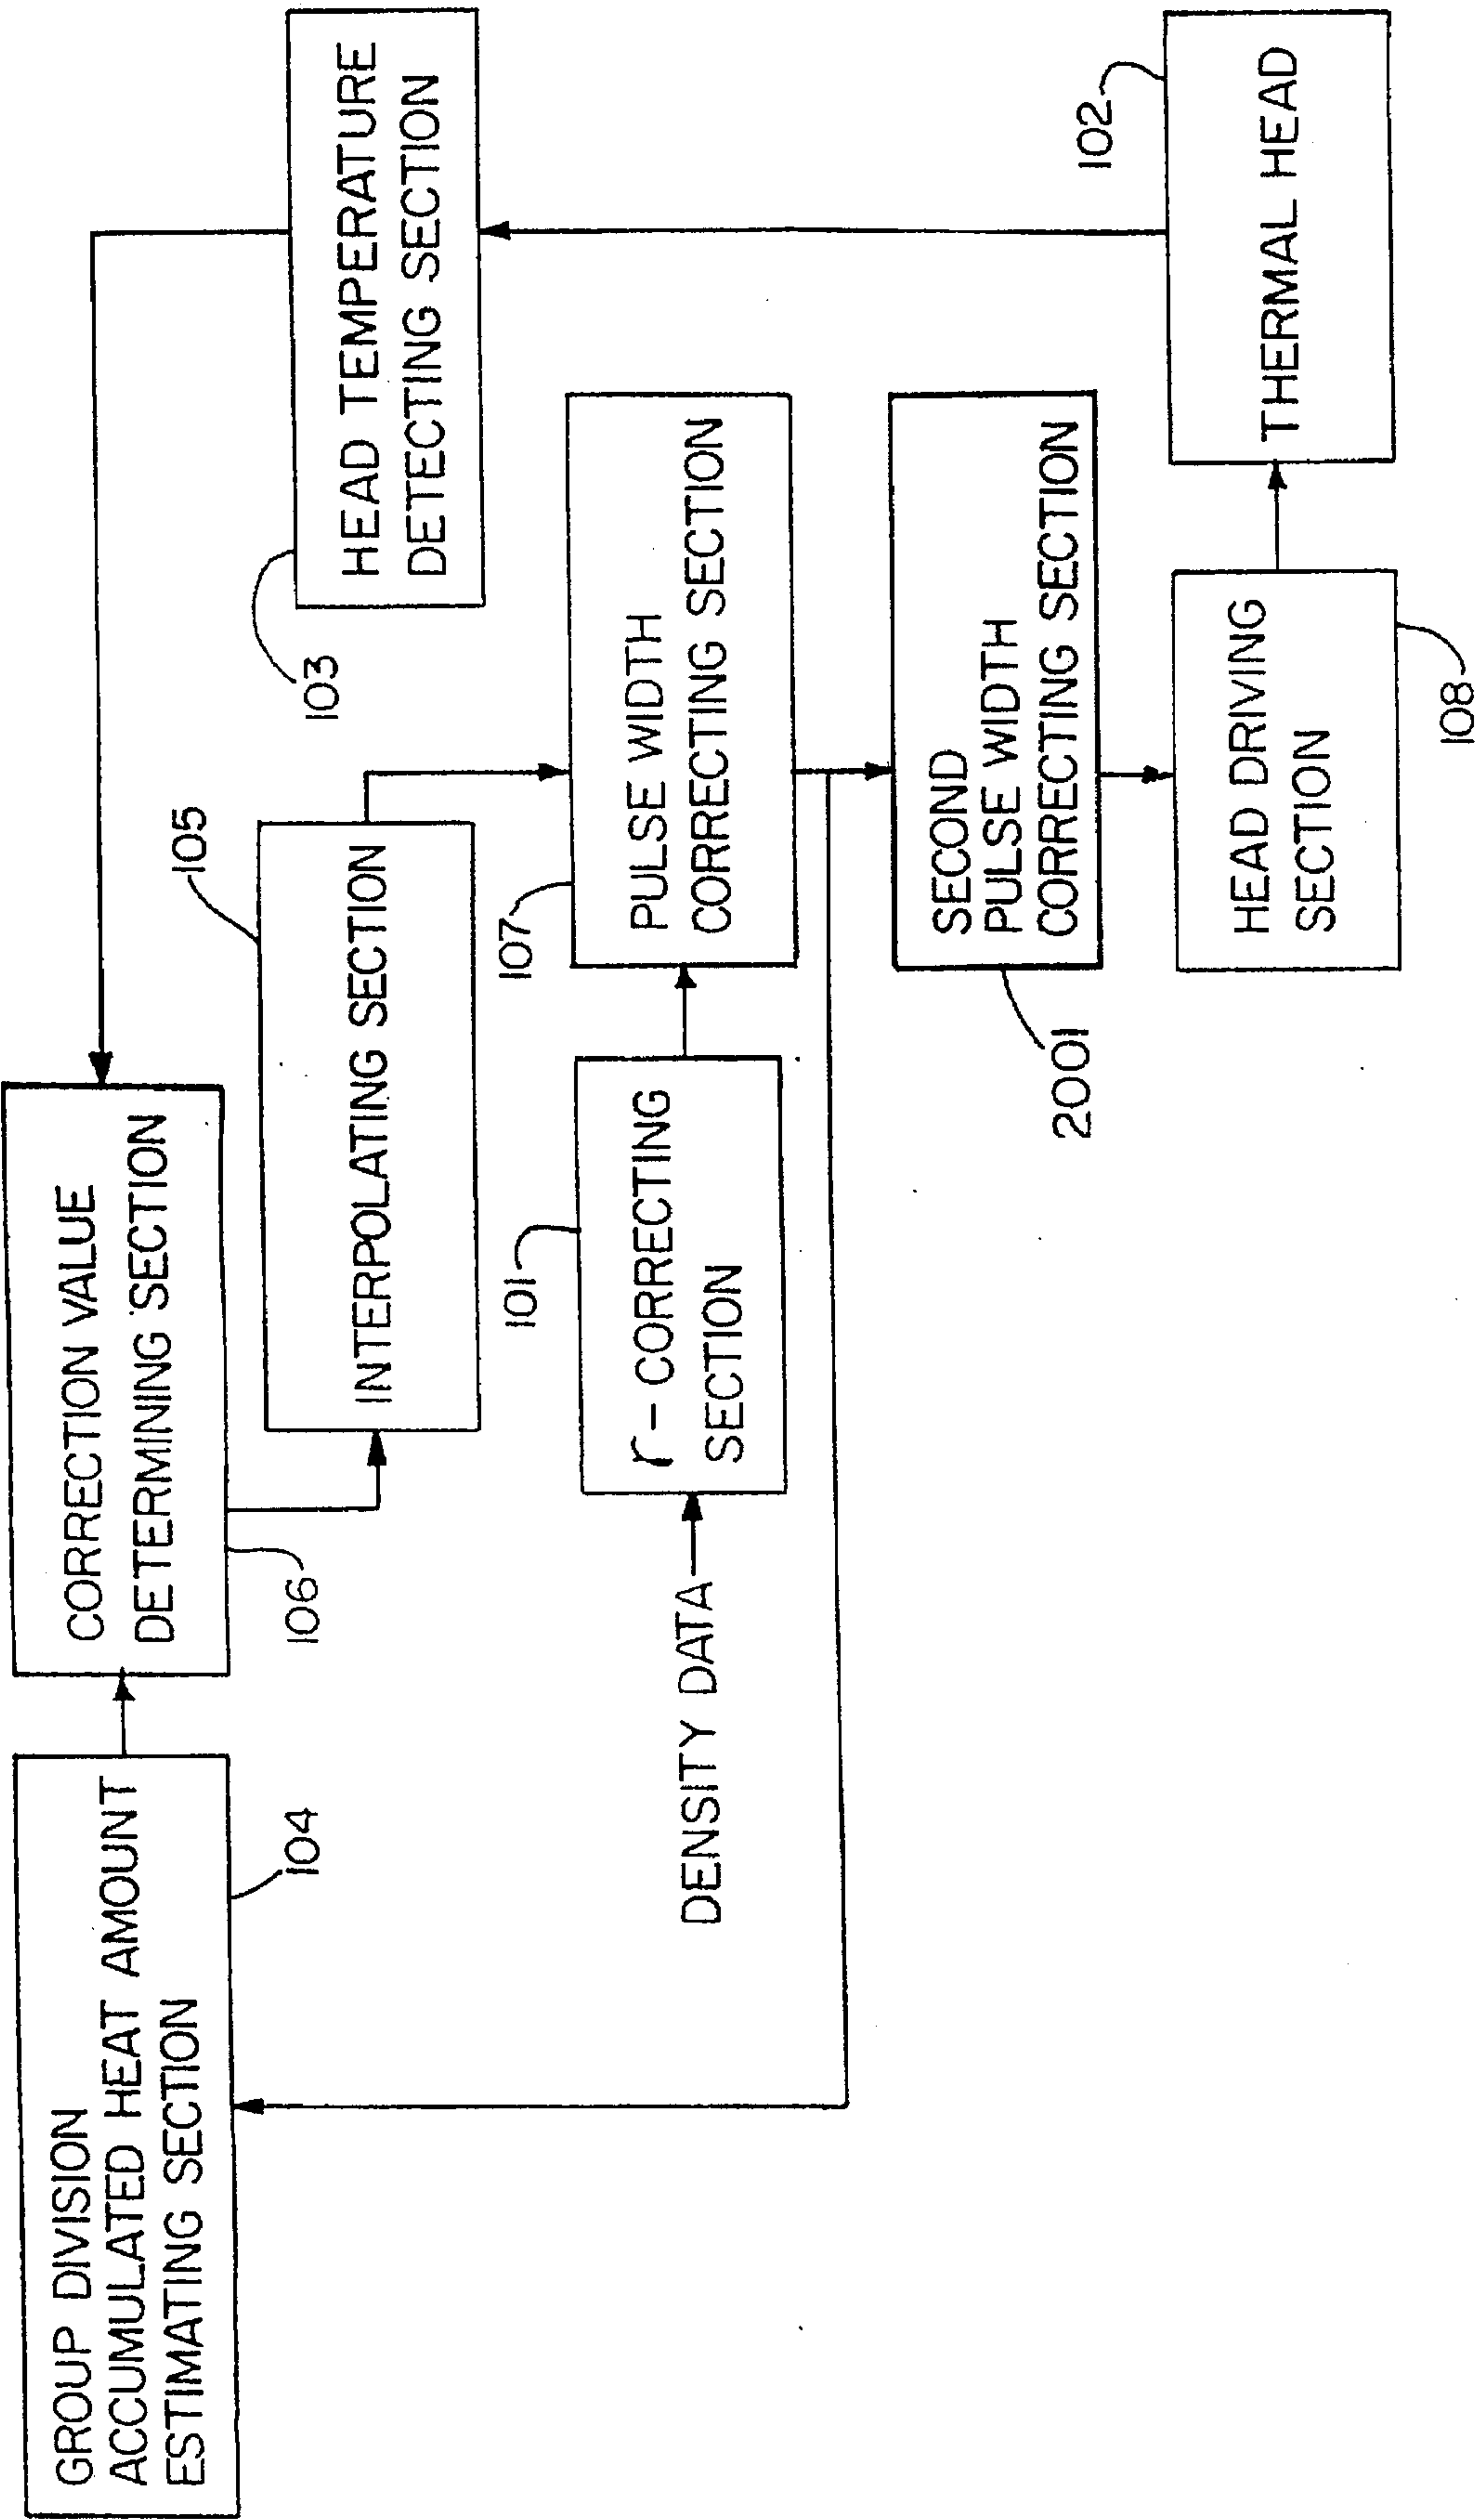 GROUP DIVISION
ACCUMULATED HEAT AMOUNT
ESTIMATING SECTION
104
CORRECTION VALUE
DETERMINING SECTION
106
INTERPOLATING SECTION
105
HEAD TEMPERATURE
DETECTING SECTION
103
DENSITY DATA
r-CORRECTING
SECTION
101
PULSE WIDTH
CORRECTING SECTION
107
SECOND
PULSE WIDTH
CORRECTING SECTION
2001
HEAD DRIVING
SECTION
108
THERMAL HEAD
102